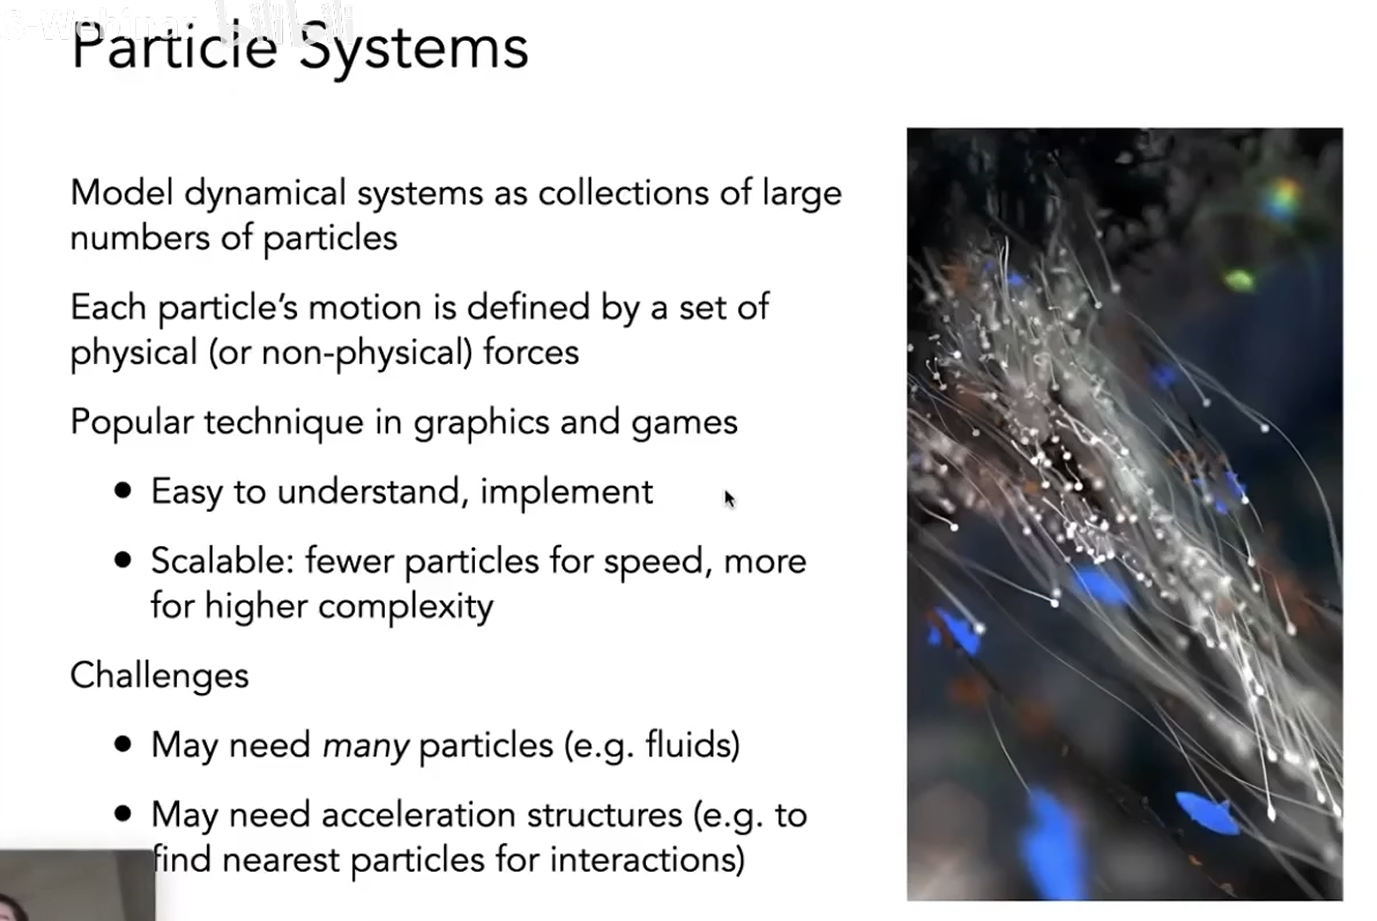 Particle Systems
Model dynamical systems as collections of large
numbers of particles
Each particle’s motion is defined by a set of
physical (or non-physical) forces
Popular technique in graphics and games
● Easy to understand, implement
● Scalable: fewer particles for speed, more
for higher complexity
Challenges
● May need many particles (e.g. fluids)
● May need acceleration structures (e.g. to
find nearest particles for interactions)